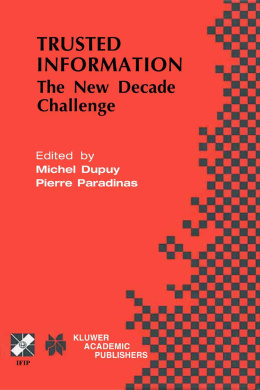 TRUSTED
INFORMATION
The New Decade
Challenge
Edited by
Michel Dupuy
Pierre Paradinas
IFIP
KLUWER
ACADEMIC
PUBLISHERS